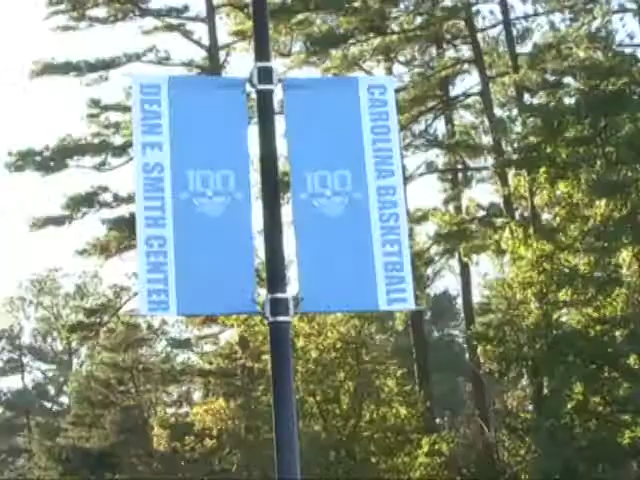 DEAN E. SMITH CENTER
100
100
CAROLINA BASKETBALL